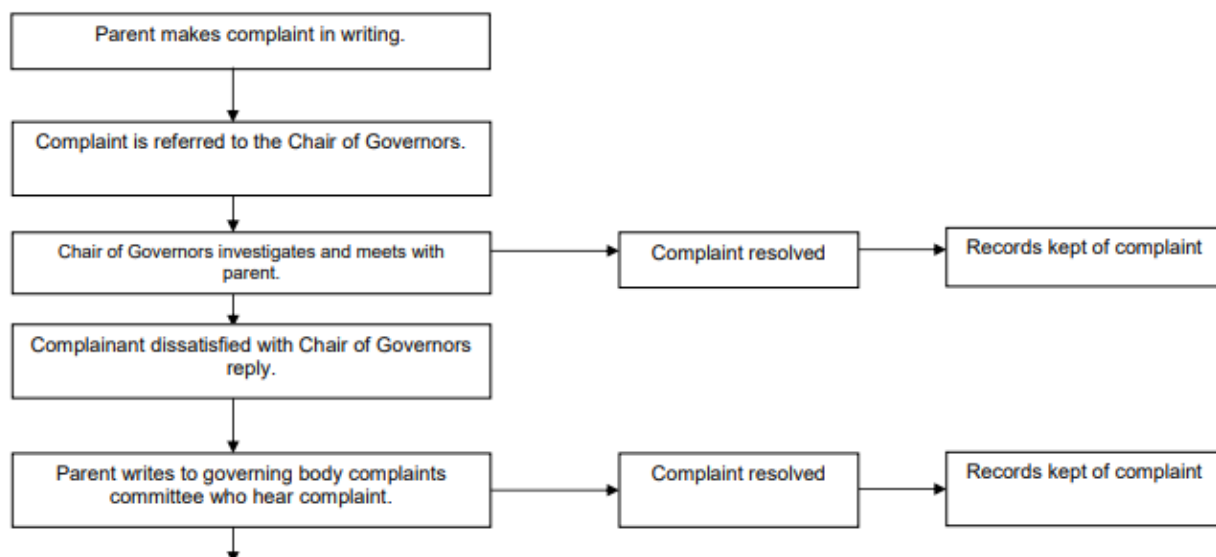 Parent makes complaint in writing.
Complaint is referred to the Chair of Governors.
Chair of Governors investigates and meets with
parent.
Complaint resolved
Records kept of complaint
Complainant dissatisfied with Chair of Governors
reply.
Parent writes to governing body complaints
committee who hear complaint.
Complaint resolved
Records kept of complaint